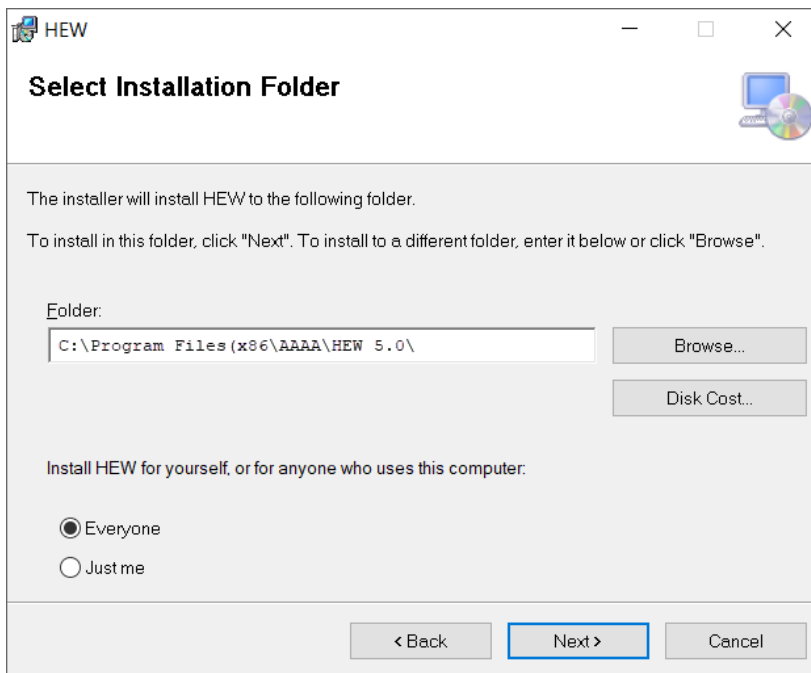 HEW
Select Installation Folder
The installer will install HEW to the following folder.
To install in this folder, click "Next". To install to a different folder, enter it below or click "Browse".
Folder:
C:\Program Files(x86\AAAA\HEW 5.0\
Browse...
Disk Cost...
Install HEW for yourself, or for anyone who uses this computer:
Everyone
Just me
< Back
Next >
Cancel